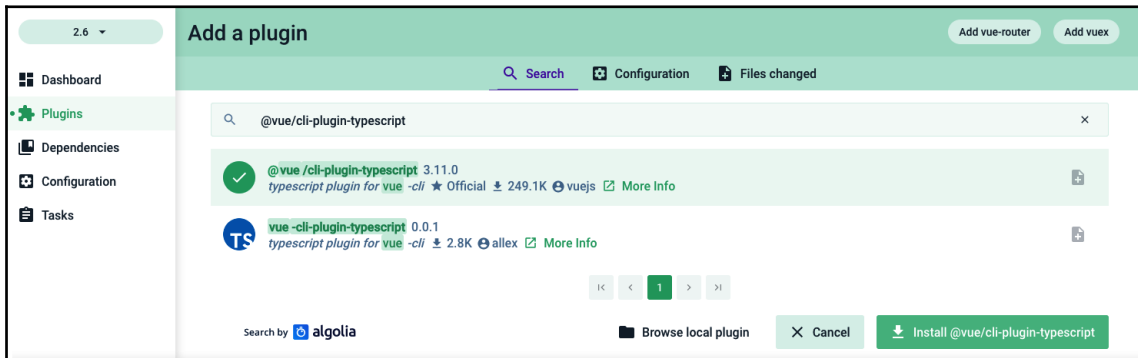 2.6
Add a plugin
Add vue-router
Add vuex
Dashboard
Plugins
Dependencies
Configuration
Tasks
Search
Configuration
Files changed
@vue/cli-plugin-typescript
@vue /cli-plugin-typescript 3.11.0
typescript plugin for vue -cli Official 249.1K vuejs More Info
TS
vue -cli-plugin-typescript 0.0.1
typescript plugin for vue -cli 2.8K allex More Info
1
Search by algolia
Browse local plugin
Cancel
Install @vue/cli-plugin-typescript